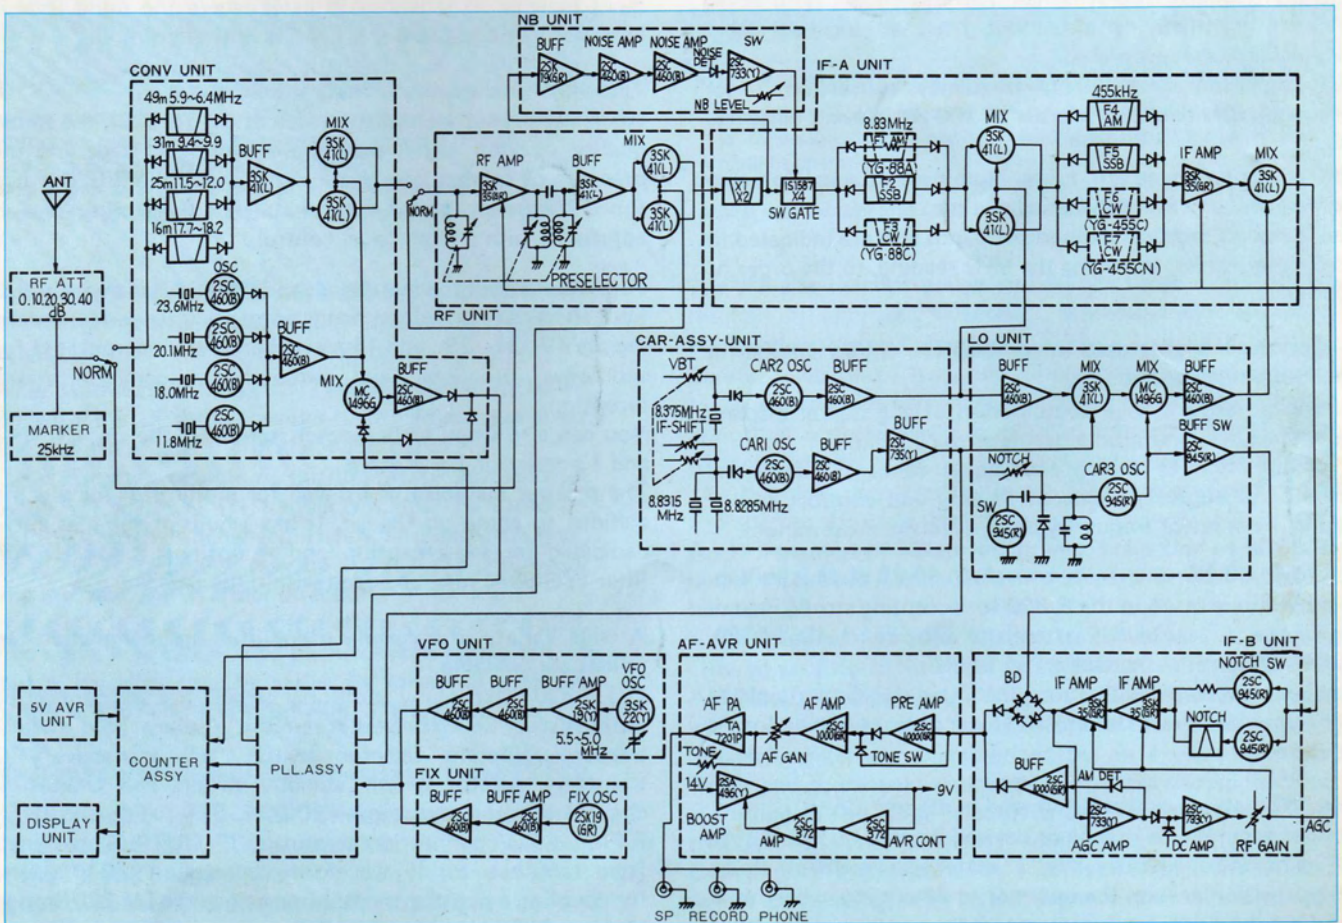 NB UNIT
BUFF
2SK
19(GR)
NOISE AMP
2SC
460(B)
NOISE AMP
2SC
460(B)
NOISE
DET
SW
2SC
733(Y)
NB LEVEL
CONV UNIT
49m 5.9~6.4MHz
31m 9.4~9.9
25m 11.5~12.0
16m 17.7~18.2
BUFF
3SK
41(L)
MIX
3SK
41(L)
3SK
41(L)
ANT
RF ATT
0.10.20.30.40
dB
NORM
MARKER
25kHz
OSC
2SC
460(B)
23.6MHz
2SC
460(B)
20.1MHz
2SC
460(B)
18.0MHz
2SC
460(B)
11.8MHz
BUFF
2SC
460(B)
MIX
MC
1496G
BUFF
2SC
460(B)
NORM
RF AMP
3SK
35(GR)
BUFF
3SK
41(L)
MIX
3SK
41(L)
3SK
41(L)
PRESELECTOR
RF UNIT
IF-A UNIT
X1
X2
1S1587
X4
SW GATE
8.83MHz
F1 AM
(YG-88A)
F2
SSB
F3
CW
(YG-88C)
MIX
3SK
41(L)
3SK
41(L)
455kHz
F4
AM
F5
SSB
F6
CW
(YG-455C)
F7
CW
(YG-455CN)
IF AMP
3SK
35(GR)
MIX
3SK
41(L)
CAR-ASSY-UNIT
VBT
8.375MHz
IF-SHIFT
8.8315
MHz
8.8285MHz
CAR2 OSC
2SC
460(B)
BUFF
2SC
460(B)
CAR1 OSC
2SC
460(B)
BUFF
2SC
460(B)
BUFF
2SC
735(Y)
LO UNIT
BUFF
2SC
460(B)
MIX
3SK
41(L)
MIX
MC
1496G
BUFF
2SC
460(B)
BUFF SW
2SC
945(R)
NOTCH
CAR3 OSC
2SC
945(R)
SW
2SC
945(R)
5V AVR
UNIT
COUNTER
ASSY
DISPLAY
UNIT
PLL.ASSY
VFO UNIT
BUFF
2SC
460(B)
BUFF
2SC
460(B)
BUFF AMP
2SK
19(Y)
VFO
OSC
3SK
22(Y)
5.5~5.0
MHz
FIX UNIT
BUFF
2SC
460(B)
BUFF AMP
2SC
460(B)
FIX OSC
2SK19
(GR)
AF-AVR UNIT
AF PA
TA
7201P
AF GAN
AF AMP
2SC
1000(GR)
PRE AMP
2SC
1000(GR)
TONE SW
TONE
14V
2SA
496(Y)
BOOST
AMP
9V
2SC
372
AMP
2SC
372
AVR CONT
SP
RECORD
PHONE
IF-B UNIT
BD
IF AMP
3SK
35(GR)
IF AMP
3SK
35(GR)
NOTCH SW
2SC
945(R)
NOTCH
2SC
945(R)
BUFF
2SC
1000(GR)
AM DET
2SC
733(Y)
AGC AMP
2SC
733(Y)
DC AMP
RF GAIN
AGC